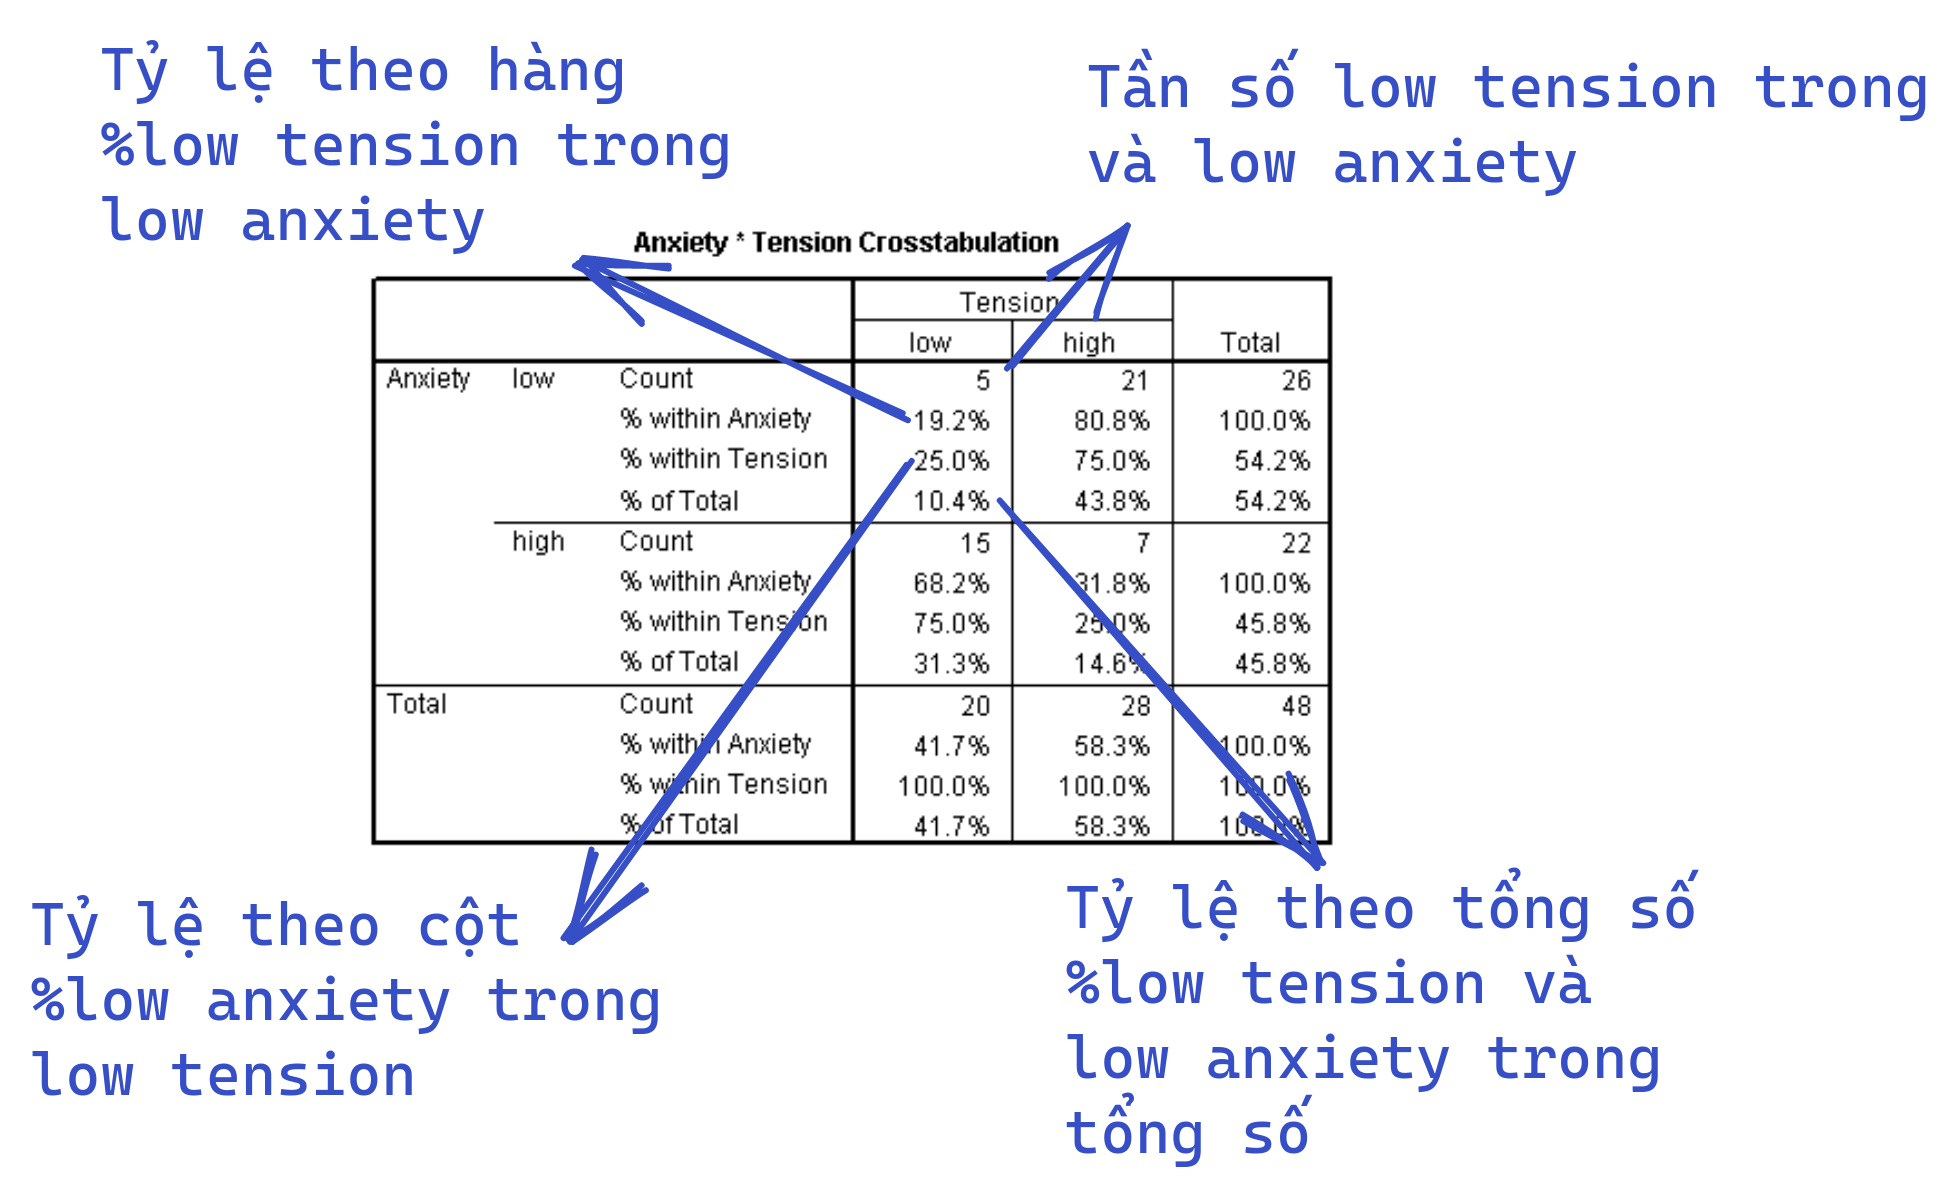 Tỷ lệ theo hàng
%low tension trong
low anxiety
Tần số low tension trong
và low anxiety
Anxiety * Tension Crosstabulation
Tension
low high Total
Anxiety low Count 5 21 26
% within Anxiety 19.2% 80.8% 100.0%
% within Tension 25.0% 75.0% 54.2%
% of Total 10.4% 43.8% 54.2%
high Count 15 7 22
% within Anxiety 68.2% 31.8% 100.0%
% within Tension 75.0% 25.0% 45.8%
% of Total 31.3% 14.6% 45.8%
Total Count 20 28 48
% within Anxiety 41.7% 58.3% 100.0%
% within Tension 100.0% 100.0% 100.0%
% of Total 41.7% 58.3% 100.0%
Tỷ lệ theo cột
%low anxiety trong
low tension
Tỷ lệ theo tổng số
%low tension và
low anxiety trong
tổng số